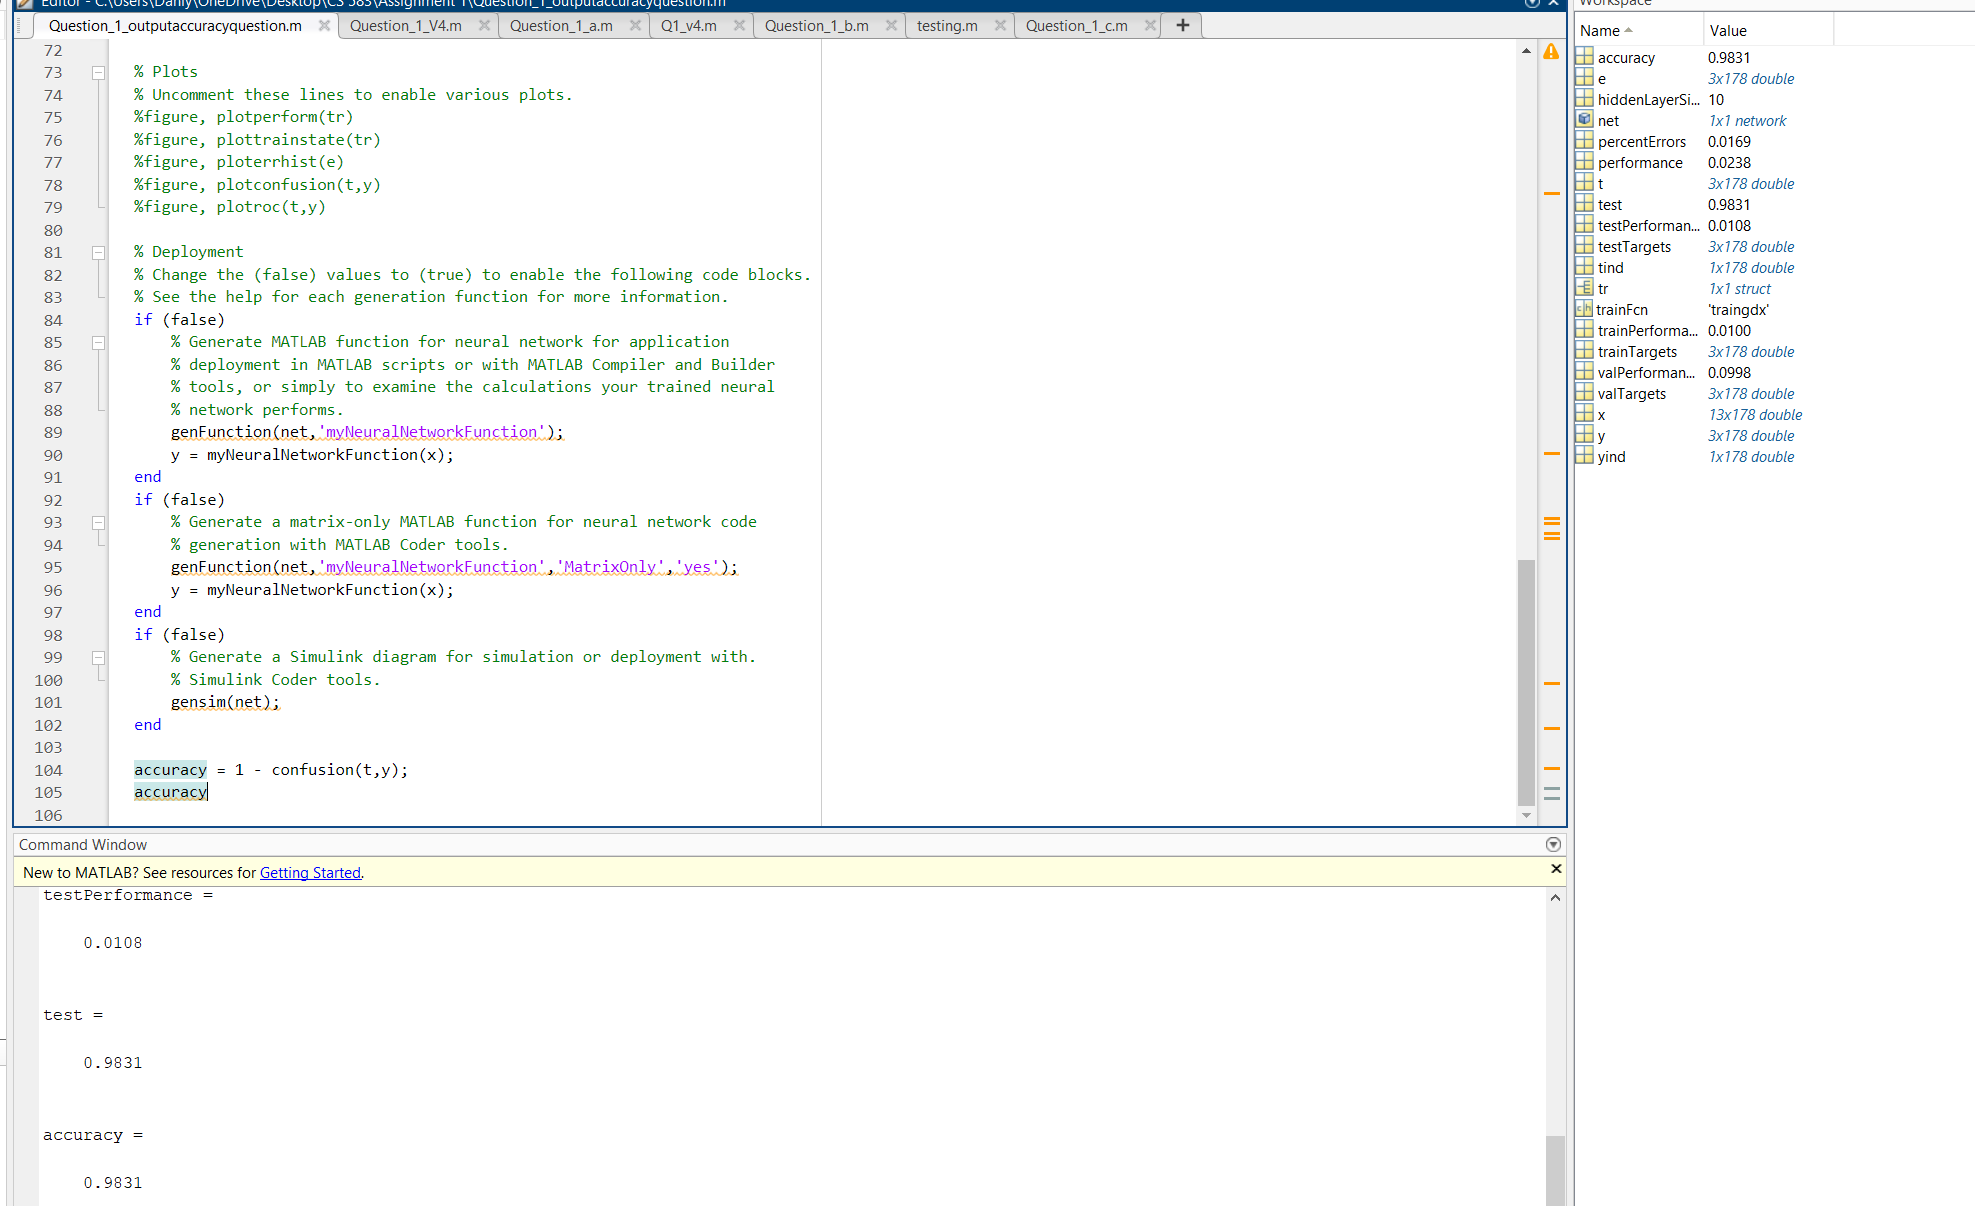 Editor - C:\Users\Danily\OneDrive\Desktop\CS 583\Assignment 1\Question_1_outputaccuracyquestion.m
Question_1_outputaccuracyquestion.m Question_1_V4.m Question_1_a.m Q1_v4.m Question_1_b.m testing.m Question_1_c.m +
72
73 % Plots
74 % Uncomment these lines to enable various plots.
75 %figure, plotperform(tr)
76 %figure, plottrainstate(tr)
77 %figure, ploterrhist(e)
78 %figure, plotconfusion(t,y)
79 %figure, plotroc(t,y)
80
81 % Deployment
82 % Change the (false) values to (true) to enable the following code blocks.
83 % See the help for each generation function for more information.
84 if (false)
85 % Generate MATLAB function for neural network for application
86 % deployment in MATLAB scripts or with MATLAB Compiler and Builder
87 % tools, or simply to examine the calculations your trained neural
88 % network performs.
89 genFunction(net,'myNeuralNetworkFunction');
90 y = myNeuralNetworkFunction(x);
91 end
92 if (false)
93 % Generate a matrix-only MATLAB function for neural network code
94 % generation with MATLAB Coder tools.
95 genFunction(net,'myNeuralNetworkFunction','MatrixOnly','yes');
96 y = myNeuralNetworkFunction(x);
97 end
98 if (false)
99 % Generate a Simulink diagram for simulation or deployment with.
100 % Simulink Coder tools.
101 gensim(net);
102 end
103
104 accuracy = 1 - confusion(t,y);
105 accuracy
106
Command Window
New to MATLAB? See resources for Getting Started.
testPerformance =
0.0108
test =
0.9831
accuracy =
0.9831
Workspace
Name Value
accuracy 0.9831
e 3x178 double
hiddenLayerSi... 10
net 1x1 network
percentErrors 0.0169
performance 0.0238
t 3x178 double
test 0.9831
testPerforman... 0.0108
testTargets 3x178 double
tind 1x178 double
tr 1x1 struct
trainFcn 'traingdx'
trainPerforma... 0.0100
trainTargets 3x178 double
valPerforman... 0.0998
valTargets 3x178 double
x 13x178 double
y 3x178 double
yind 1x178 double